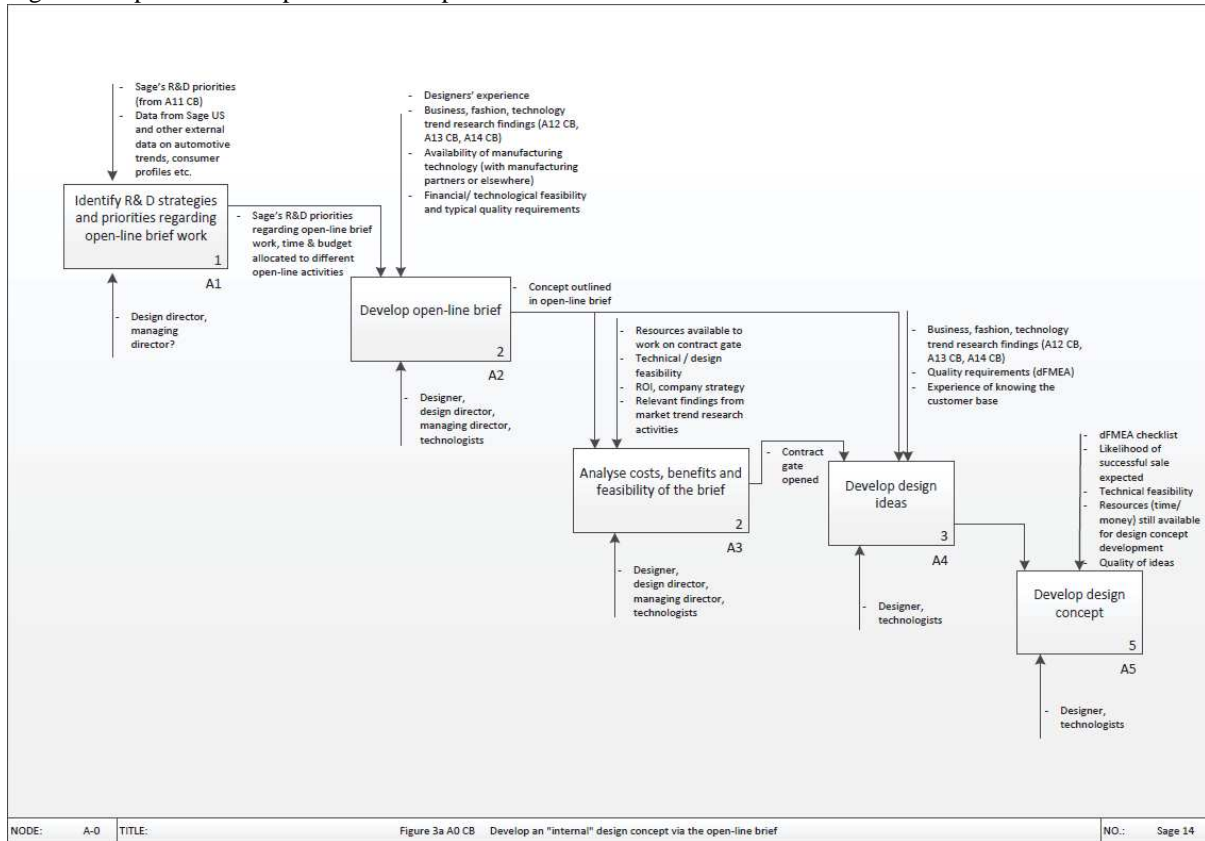 - Sage's R&D priorities
(from A11 CB)
- Data from Sage US
and other external
data on automotive
trends, consumer
profiles etc.
Identify R& D strategies
and priorities regarding
open-line brief work
1
A1
- Design director,
managing
director?
- Sage's R&D priorities
regarding open-line brief
work, time & budget
allocated to different
open-line activities
- Designers' experience
- Business, fashion, technology
trend research findings (A12 CB,
A13 CB, A14 CB)
- Availability of manufacturing
technology (with manufacturing
partners or elsewhere)
- Financial/ technological feasibility
and typical quality requirements
Develop open-line brief
2
A2
- Designer,
design director,
managing director,
technologists
- Concept outlined
in open-line brief
- Resources available to
work on contract gate
- Technical / design
feasibility
- ROI, company strategy
- Relevant findings from
market trend research
activities
Analyse costs, benefits and
feasibility of the brief
2
A3
- Designer,
design director,
managing director,
technologists
- Contract
gate
opened
- Business, fashion, technology
trend research findings (A12 CB,
A13 CB, A14 CB)
- Quality requirements (dFMEA)
- Experience of knowing the
customer base
Develop design
ideas
3
A4
- Designer,
technologists
- dFMEA checklist
- Likelihood of
successful sale
expected
- Technical feasibility
- Resources (time/
money) still available
for design concept
development
- Quality of ideas
Develop design
concept
5
A5
- Designer,
technologists
NODE: A-0 TITLE: Figure 3a A0 CB Develop an "internal" design concept via the open-line brief NO.: Sage 14